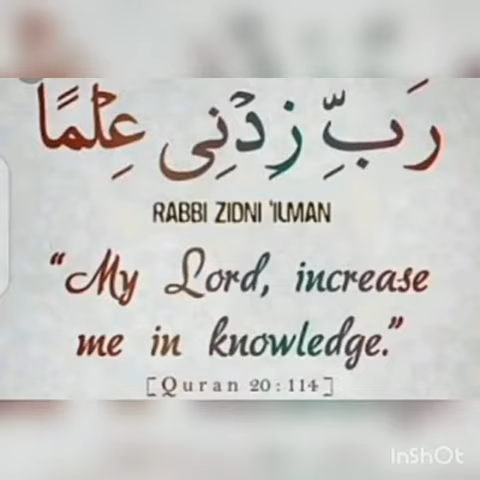 رَبِّ زِدْنِى عِلْمًا
RABBI ZIDNI 'ILMAN
“My Lord, increase
me in knowledge.”
[Quran 20:114]
InShOt